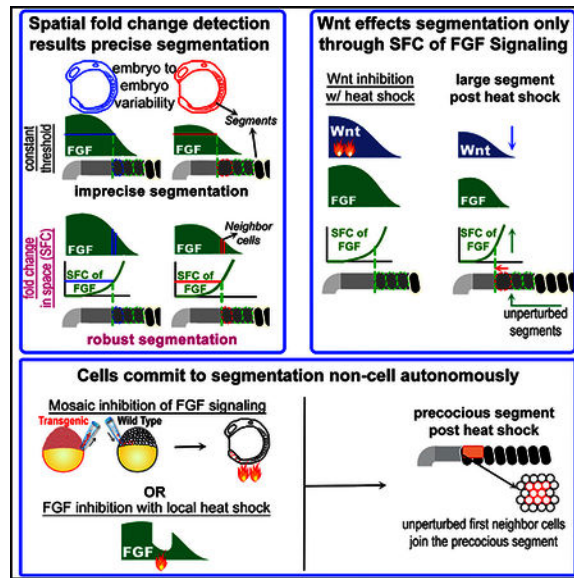 Spatial fold change detection
results precise segmentation
embryo to
embryo
variability
Segments
constant
threshold
FGF
FGF
imprecise segmentation
fold change
in space (SFC)
FGF
FGF
Neighbor
cells
SFC of
FGF
SFC of
FGF
robust segmentation
Wnt effects segmentation only
through SFC of FGF Signaling
Wnt inhibition
w/ heat shock
large segment
post heat shock
Wnt
Wnt
FGF
FGF
SFC of
FGF
SFC of
FGF
unperturbed
segments
Cells commit to segmentation non-cell autonomously
Mosaic inhibition of FGF signaling
Transgenic
Wild Type
OR
FGF inhibition with local heat shock
FGF
precocious segment
post heat shock
unperturbed first neighbor cells
join the precocious segment